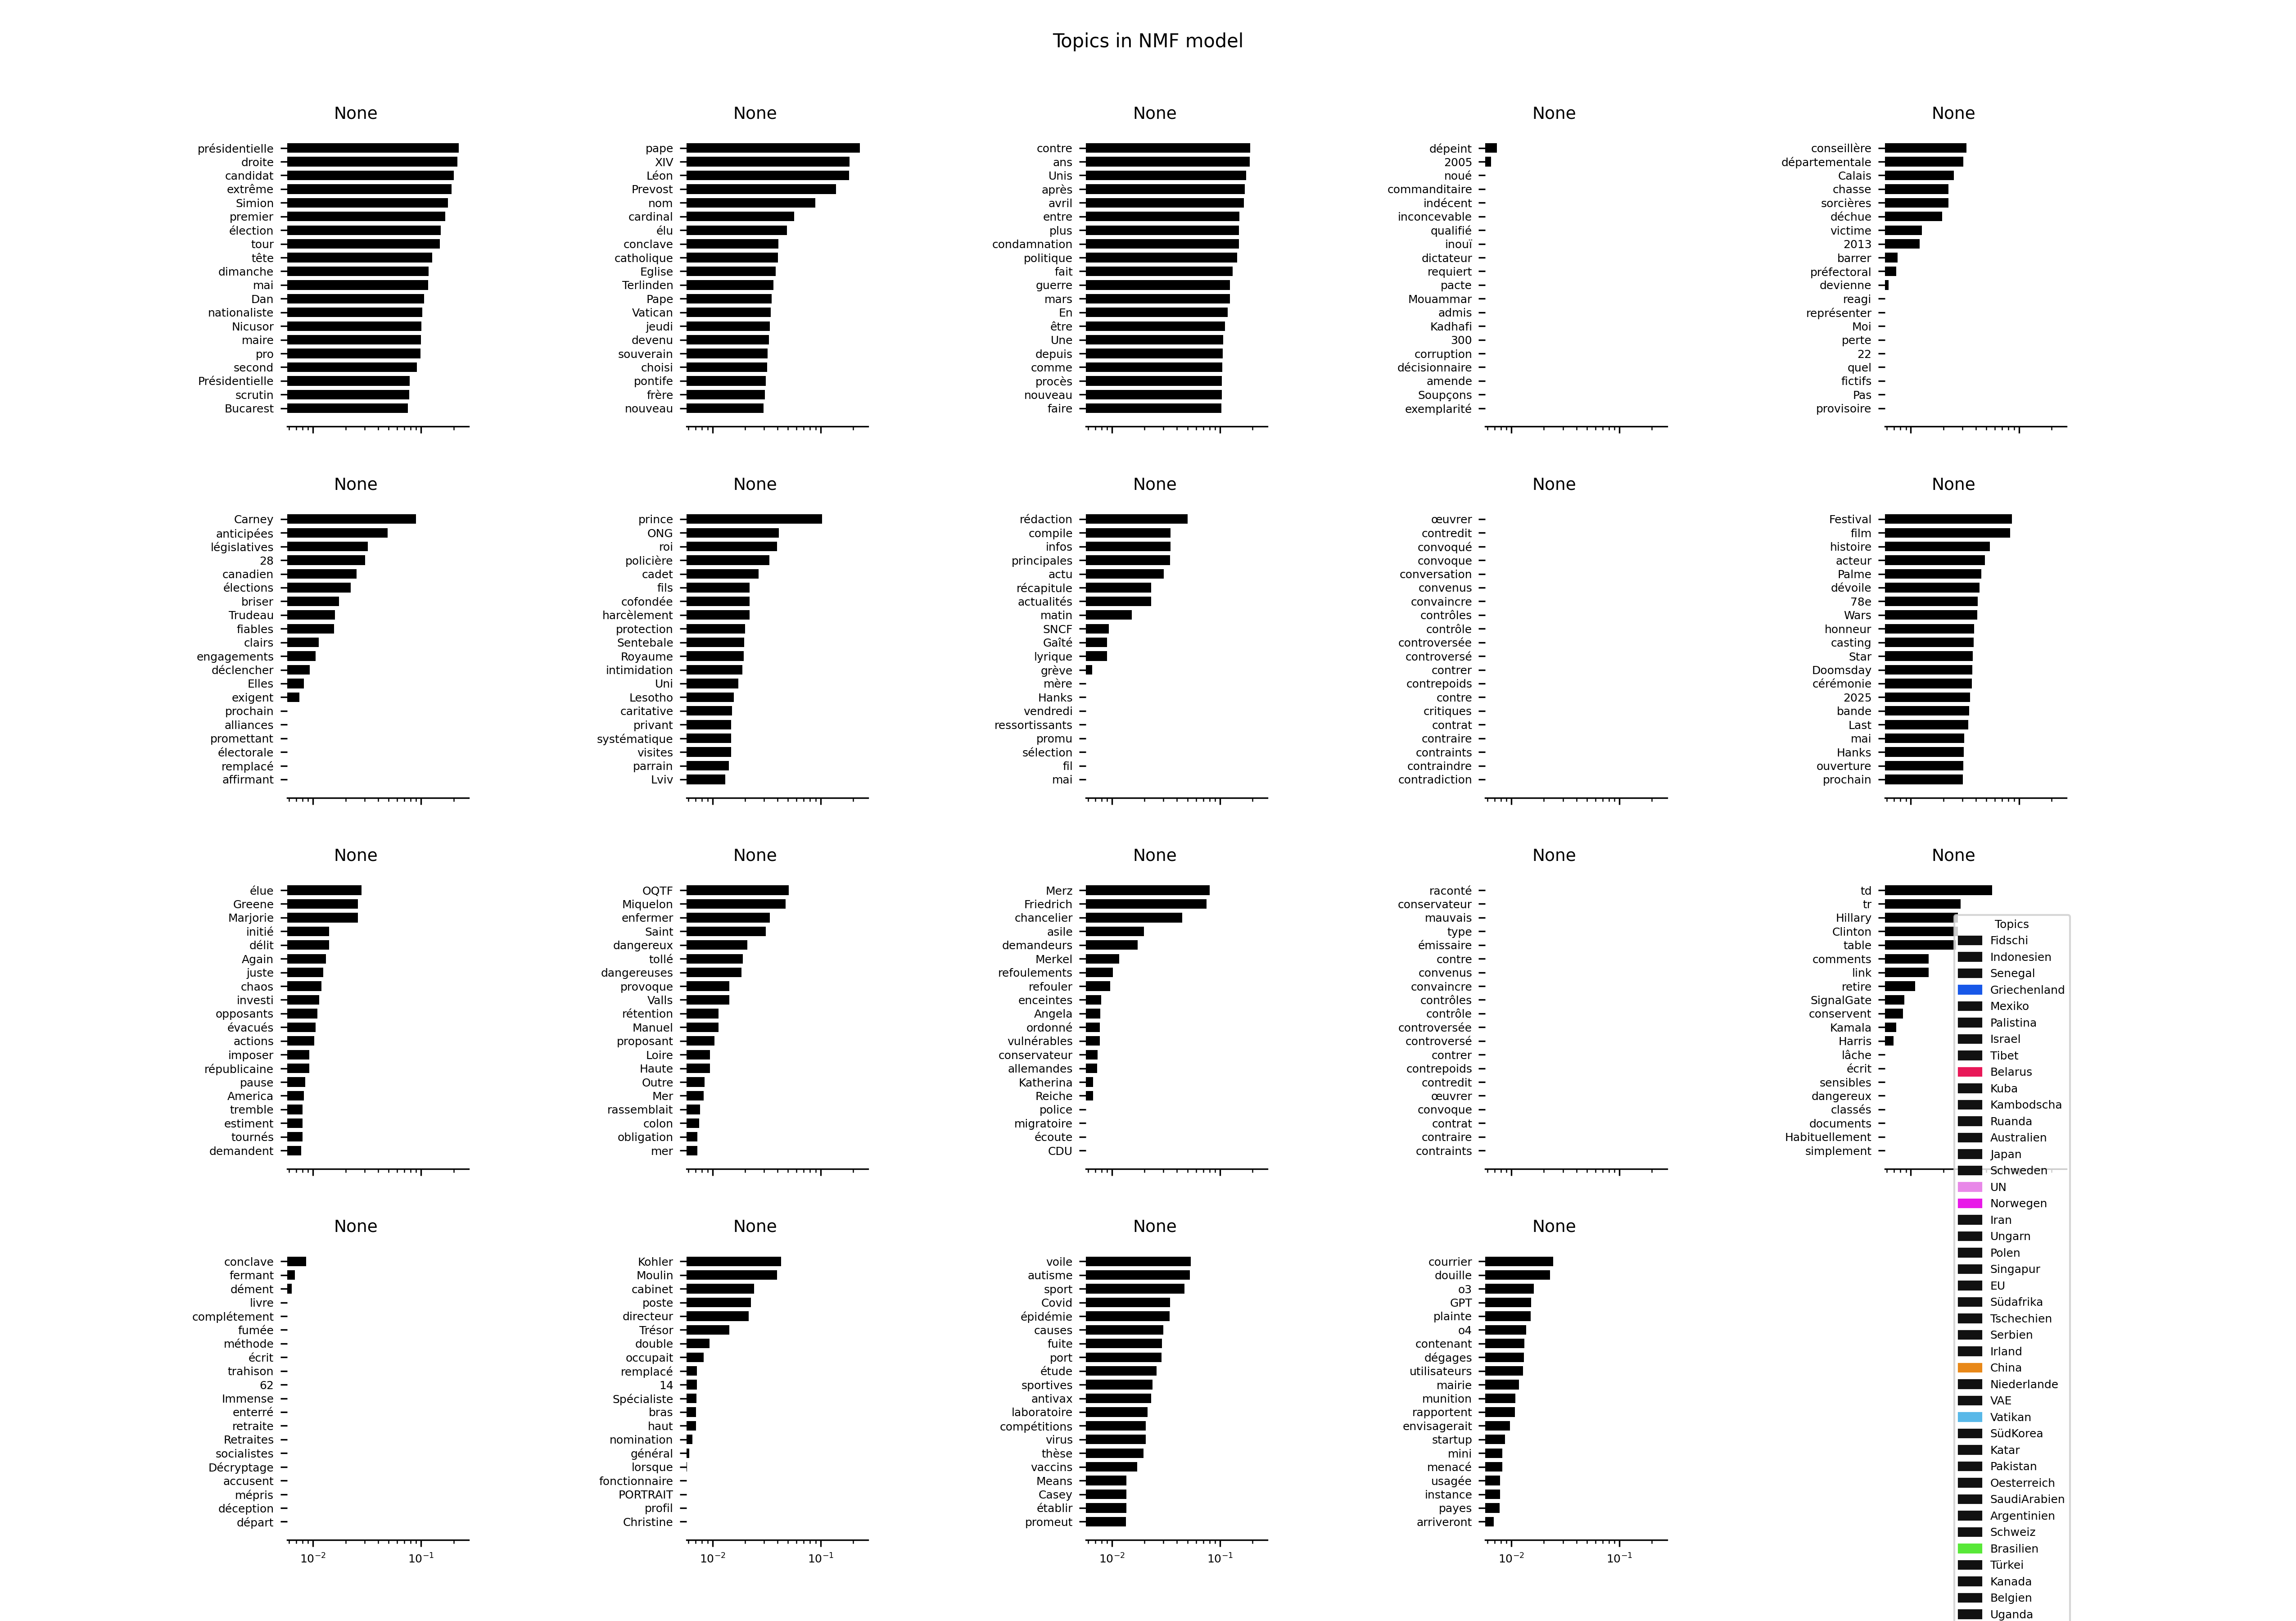 Topics in NMF model
None
présidentielle
droite
candidat
extrême
Simion
premier
élection
tour
tête
dimanche
mai
Dan
nationaliste
Nicusor
maire
pro
second
Présidentielle
scrutin
Bucarest
None
pape
XIV
Léon
Prevost
nom
cardinal
élu
conclave
catholique
Eglise
Terlinden
Pape
Vatican
jeudi
devenu
souverain
choisi
pontife
frère
nouveau
None
contre
ans
Unis
après
avril
entre
plus
condamnation
politique
fait
guerre
mars
En
être
Une
depuis
comme
procès
nouveau
faire
None
dépeint
2005
noué
commanditaire
indécent
inconcevable
qualifié
inouï
dictateur
requiert
pacte
Mouammar
admis
Kadhafi
300
corruption
décisionnaire
amende
Soupçons
exemplarité
None
conseillère
départementale
Calais
chasse
sorcières
déchue
victime
2013
barrer
préfectoral
devienne
reagi
représenter
Moi
perte
22
quel
fictifs
Pas
provisoire
None
Carney
anticipées
législatives
28
canadien
élections
briser
Trudeau
fiables
clairs
engagements
déclencher
Elles
exigent
prochain
alliances
promettant
électorale
remplacé
affirmant
None
prince
ONG
roi
policière
cadet
fils
cofondée
harcèlement
protection
Sentebale
Royaume
intimidation
Uni
Lesotho
caritative
privant
systématique
visites
parrain
Lviv
None
rédaction
compile
infos
principales
actu
récapitule
actualités
matin
SNCF
Gaîté
lyrique
grève
mère
Hanks
vendredi
ressortissants
promu
sélection
fil
mai
None
œuvrer
contredit
convoqué
convoque
conversation
convenus
convaincre
contrôles
contrôle
controversée
controversé
contrer
contrepoids
contre
critiques
contrat
contraire
contraints
contraindre
contradiction
None
Festival
film
histoire
acteur
Palme
dévoile
78e
Wars
honneur
casting
Star
Doomsday
cérémonie
2025
bande
Last
mai
Hanks
ouverture
prochain
None
élue
Greene
Marjorie
initié
délit
Again
juste
chaos
investi
opposants
évacués
actions
imposer
républicaine
pause
America
tremble
estiment
tournés
demandent
None
OQTF
Miquelon
enfermer
Saint
dangereux
tollé
dangereuses
provoque
Valls
rétention
Manuel
proposant
Loire
Haute
Outre
Mer
rassemblait
colon
obligation
mer
None
Merz
Friedrich
chancelier
asile
demandeurs
Merkel
refoulements
refouler
enceintes
Angela
ordonné
vulnérables
conservateur
allemandes
Katherina
Reiche
police
migratoire
écoute
CDU
None
raconté
conservateur
mauvais
type
émissaire
contre
convenus
convaincre
contrôles
contrôle
controversée
controversé
contrer
contrepoids
contredit
œuvrer
convoque
contrat
contraire
contraints
None
td
tr
Hillary
Clinton
table
comments
link
retire
SignalGate
conservent
Kamala
Harris
lâche
écrit
sensibles
dangereux
classés
documents
Habituellement
simplement
None
conclave
fermant
dément
livre
complétement
fumée
méthode
écrit
trahison
62
Immense
enterré
retraite
Retraites
socialistes
Décryptage
accusent
mépris
déception
départ
10⁻² 10⁻¹
None
Kohler
Moulin
cabinet
poste
directeur
Trésor
double
occupait
remplacé
14
Spécialiste
bras
haut
nomination
général
lorsque
fonctionnaire
PORTRAIT
profil
Christine
10⁻² 10⁻¹
None
voile
autisme
sport
Covid
épidémie
causes
fuite
port
étude
sportives
antivax
laboratoire
compétitions
virus
thèse
vaccins
Means
Casey
établir
promeut
10⁻² 10⁻¹
None
courrier
douille
o3
GPT
plainte
o4
contenant
dégages
utilisateurs
mairie
munition
rapportent
envisagerait
startup
mini
menacé
usagée
instance
payes
arriveront
10⁻² 10⁻¹
Topics
Fidschi
Indonesien
Senegal
Griechenland
Mexiko
Palistina
Israel
Tibet
Belarus
Kuba
Kambodscha
Ruanda
Australien
Japan
Schweden
UN
Norwegen
Iran
Ungarn
Polen
Singapur
EU
Südafrika
Tschechien
Serbien
Irland
China
Niederlande
VAE
Vatikan
SüdKorea
Katar
Pakistan
Oesterreich
SaudiArabien
Argentinien
Schweiz
Brasilien
Türkei
Kanada
Belgien
Uganda